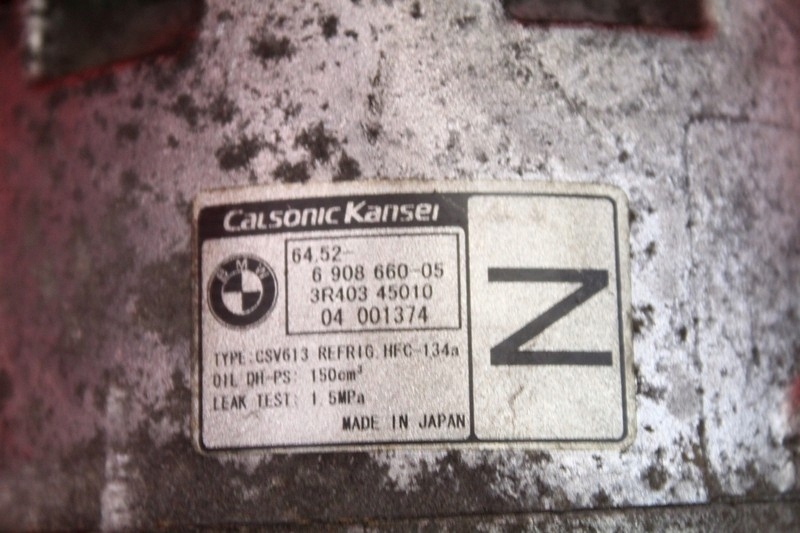 CALSONIC KANSEI
BMW
64.52-
6 908 660-05
3R403 45010
04 001374
TYPE:CSV613 REFRIG.HFC-134a
OIL DH-PS: 150cm³
LEAK TEST: 1.5MPa
MADE IN JAPAN
Z